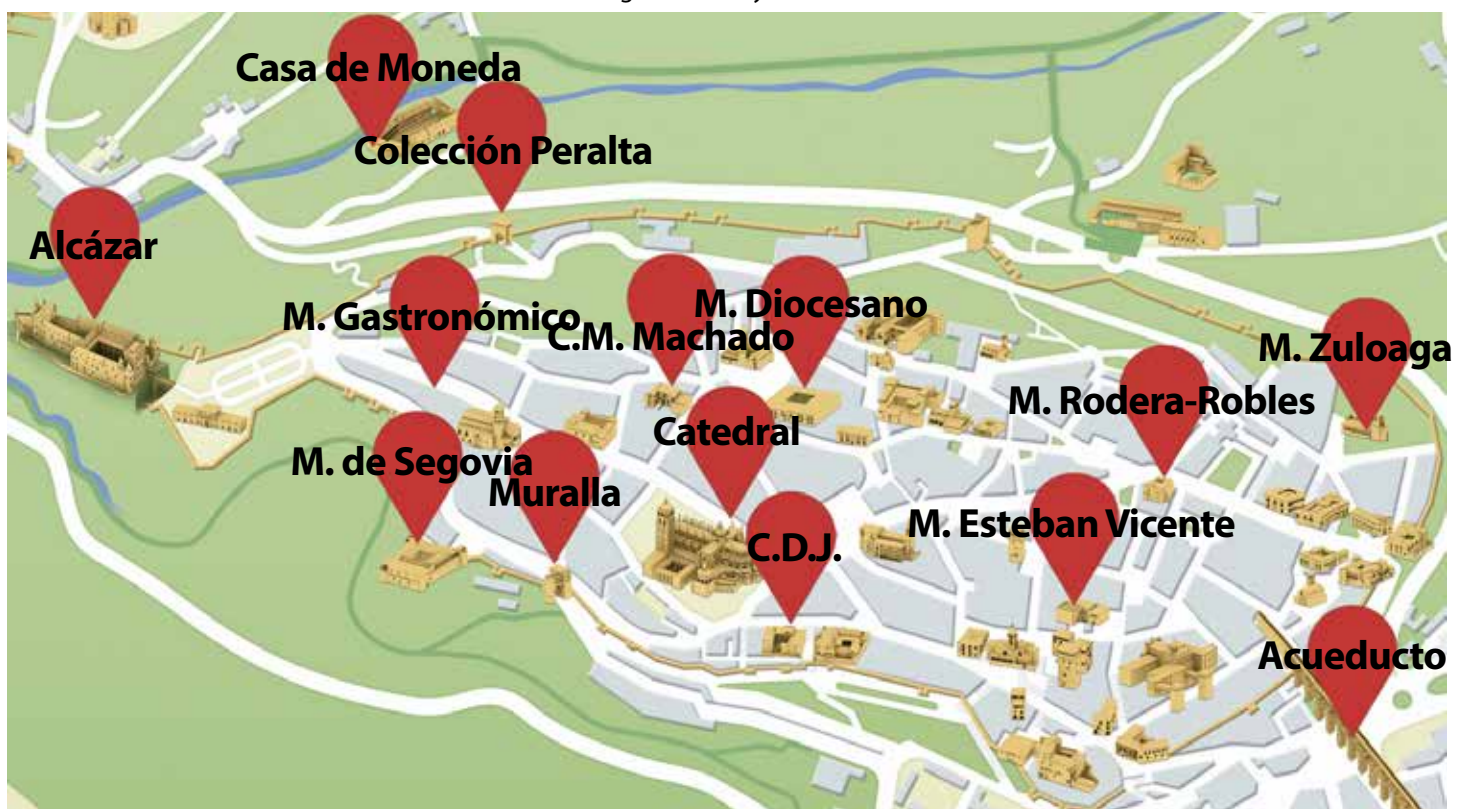 Casa de Moneda
Colección Peralta
Alcázar
M. Gastronómico
C.M. Machado
M. Diocesano
M. Zuloaga
M. Rodera-Robles
Catedral
M. de Segovia
Muralla
M. Esteban Vicente
C.D.J.
Acueducto